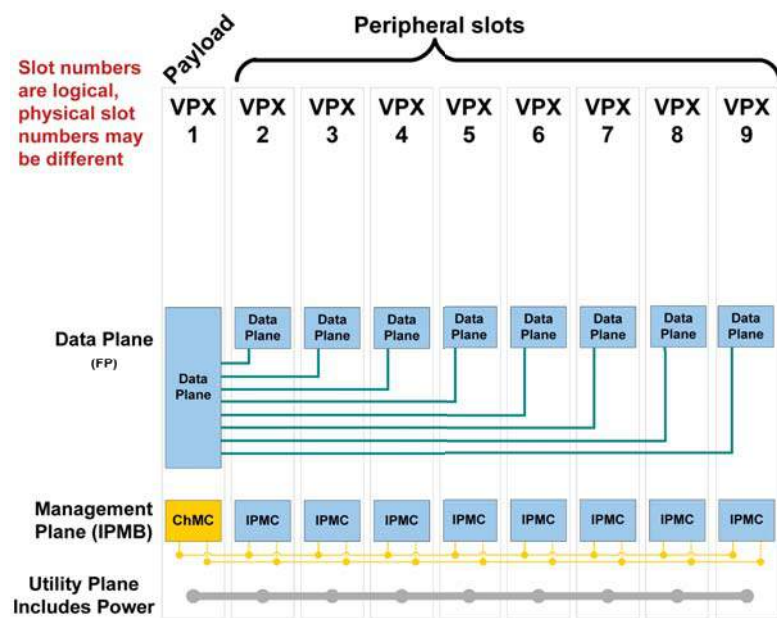 Payload
Peripheral slots
Slot numbers
are logical,
physical slot
numbers may
be different
VPX
1
VPX
2
VPX
3
VPX
4
VPX
5
VPX
6
VPX
7
VPX
8
VPX
9
Data Plane
(FP)
Data
Plane
Data
Plane
Data
Plane
Data
Plane
Data
Plane
Data
Plane
Data
Plane
Data
Plane
Data
Plane
Management
Plane (IPMB)
ChMC
IPMC
IPMC
IPMC
IPMC
IPMC
IPMC
IPMC
IPMC
Utility Plane
Includes Power